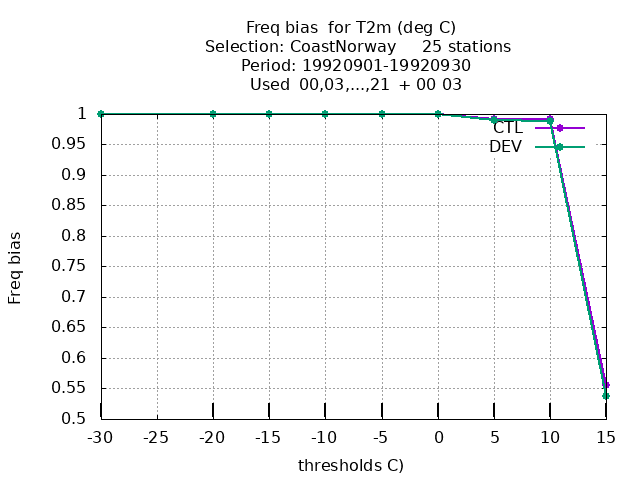 Freq bias  for T2m (deg C)
Selection: CoastNorway     25 stations
Period: 19920901-19920930
Used  00,03,...,21  + 00 03
CTL
DEV
1
0.95
0.9
0.85
0.8
0.75
0.7
0.65
0.6
0.55
0.5
Freq bias
-30 -25 -20 -15 -10 -5 0 5 10 15
thresholds C)